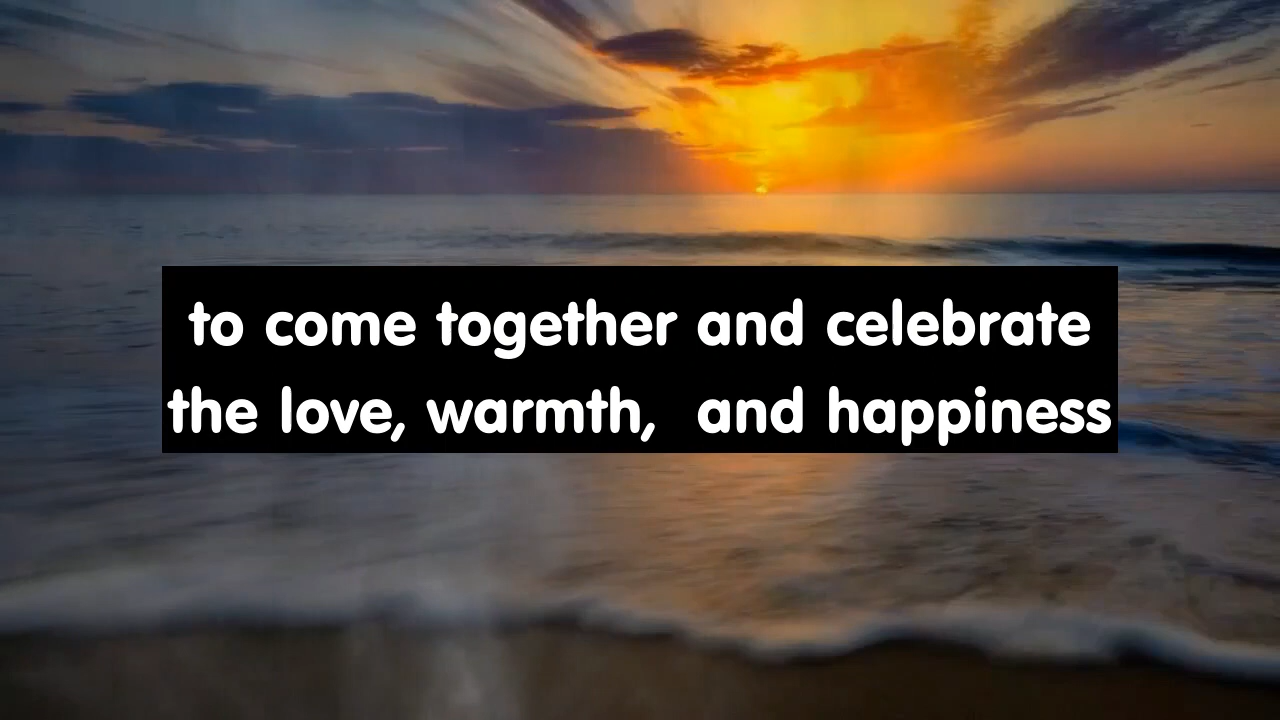 to come together and celebrate
the love, warmth,  and happiness